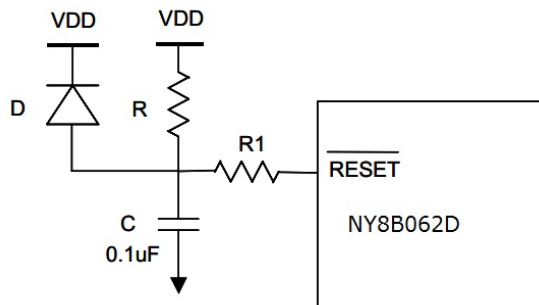 VDD
VDD
D
R
R1
RESET
C
0.1uF
NY8B062D